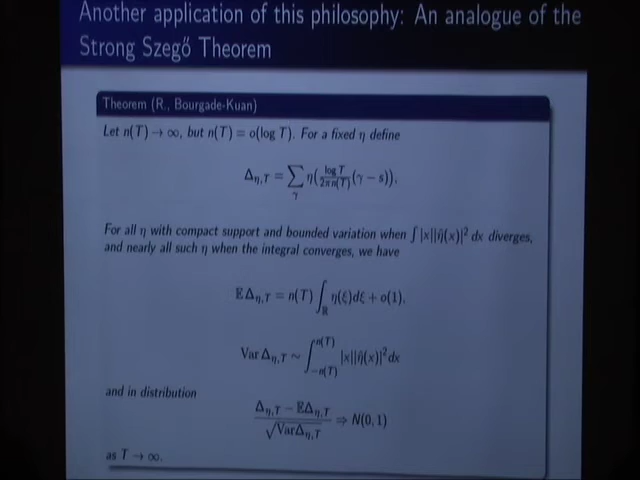 Another application of this philosophy: An analogue of the
Strong Szegő Theorem
Theorem (R., Bourgade-Kuan)
Let n(T) → ∞, but n(T) = o(log T). For a fixed η define
Δ_{η,T} = ∑_γ η( \frac{log T}{2πn(T)} (γ − s)),
For all η with compact support and bounded variation when ∫ |x||η̂(x)|² dx diverges,
and nearly all such η when the integral converges, we have
𝔼Δ_{η,T} = n(T) ∫_ℝ η(ξ)dξ + o(1),
Var Δ_{η,T} ∼ ∫_{−n(T)}^{n(T)} |x||η̂(x)|² dx
and in distribution
\frac{Δ_{η,T} − 𝔼Δ_{η,T}}{√VarΔ_{η,T}} ⇒ N(0, 1)
as T → ∞.